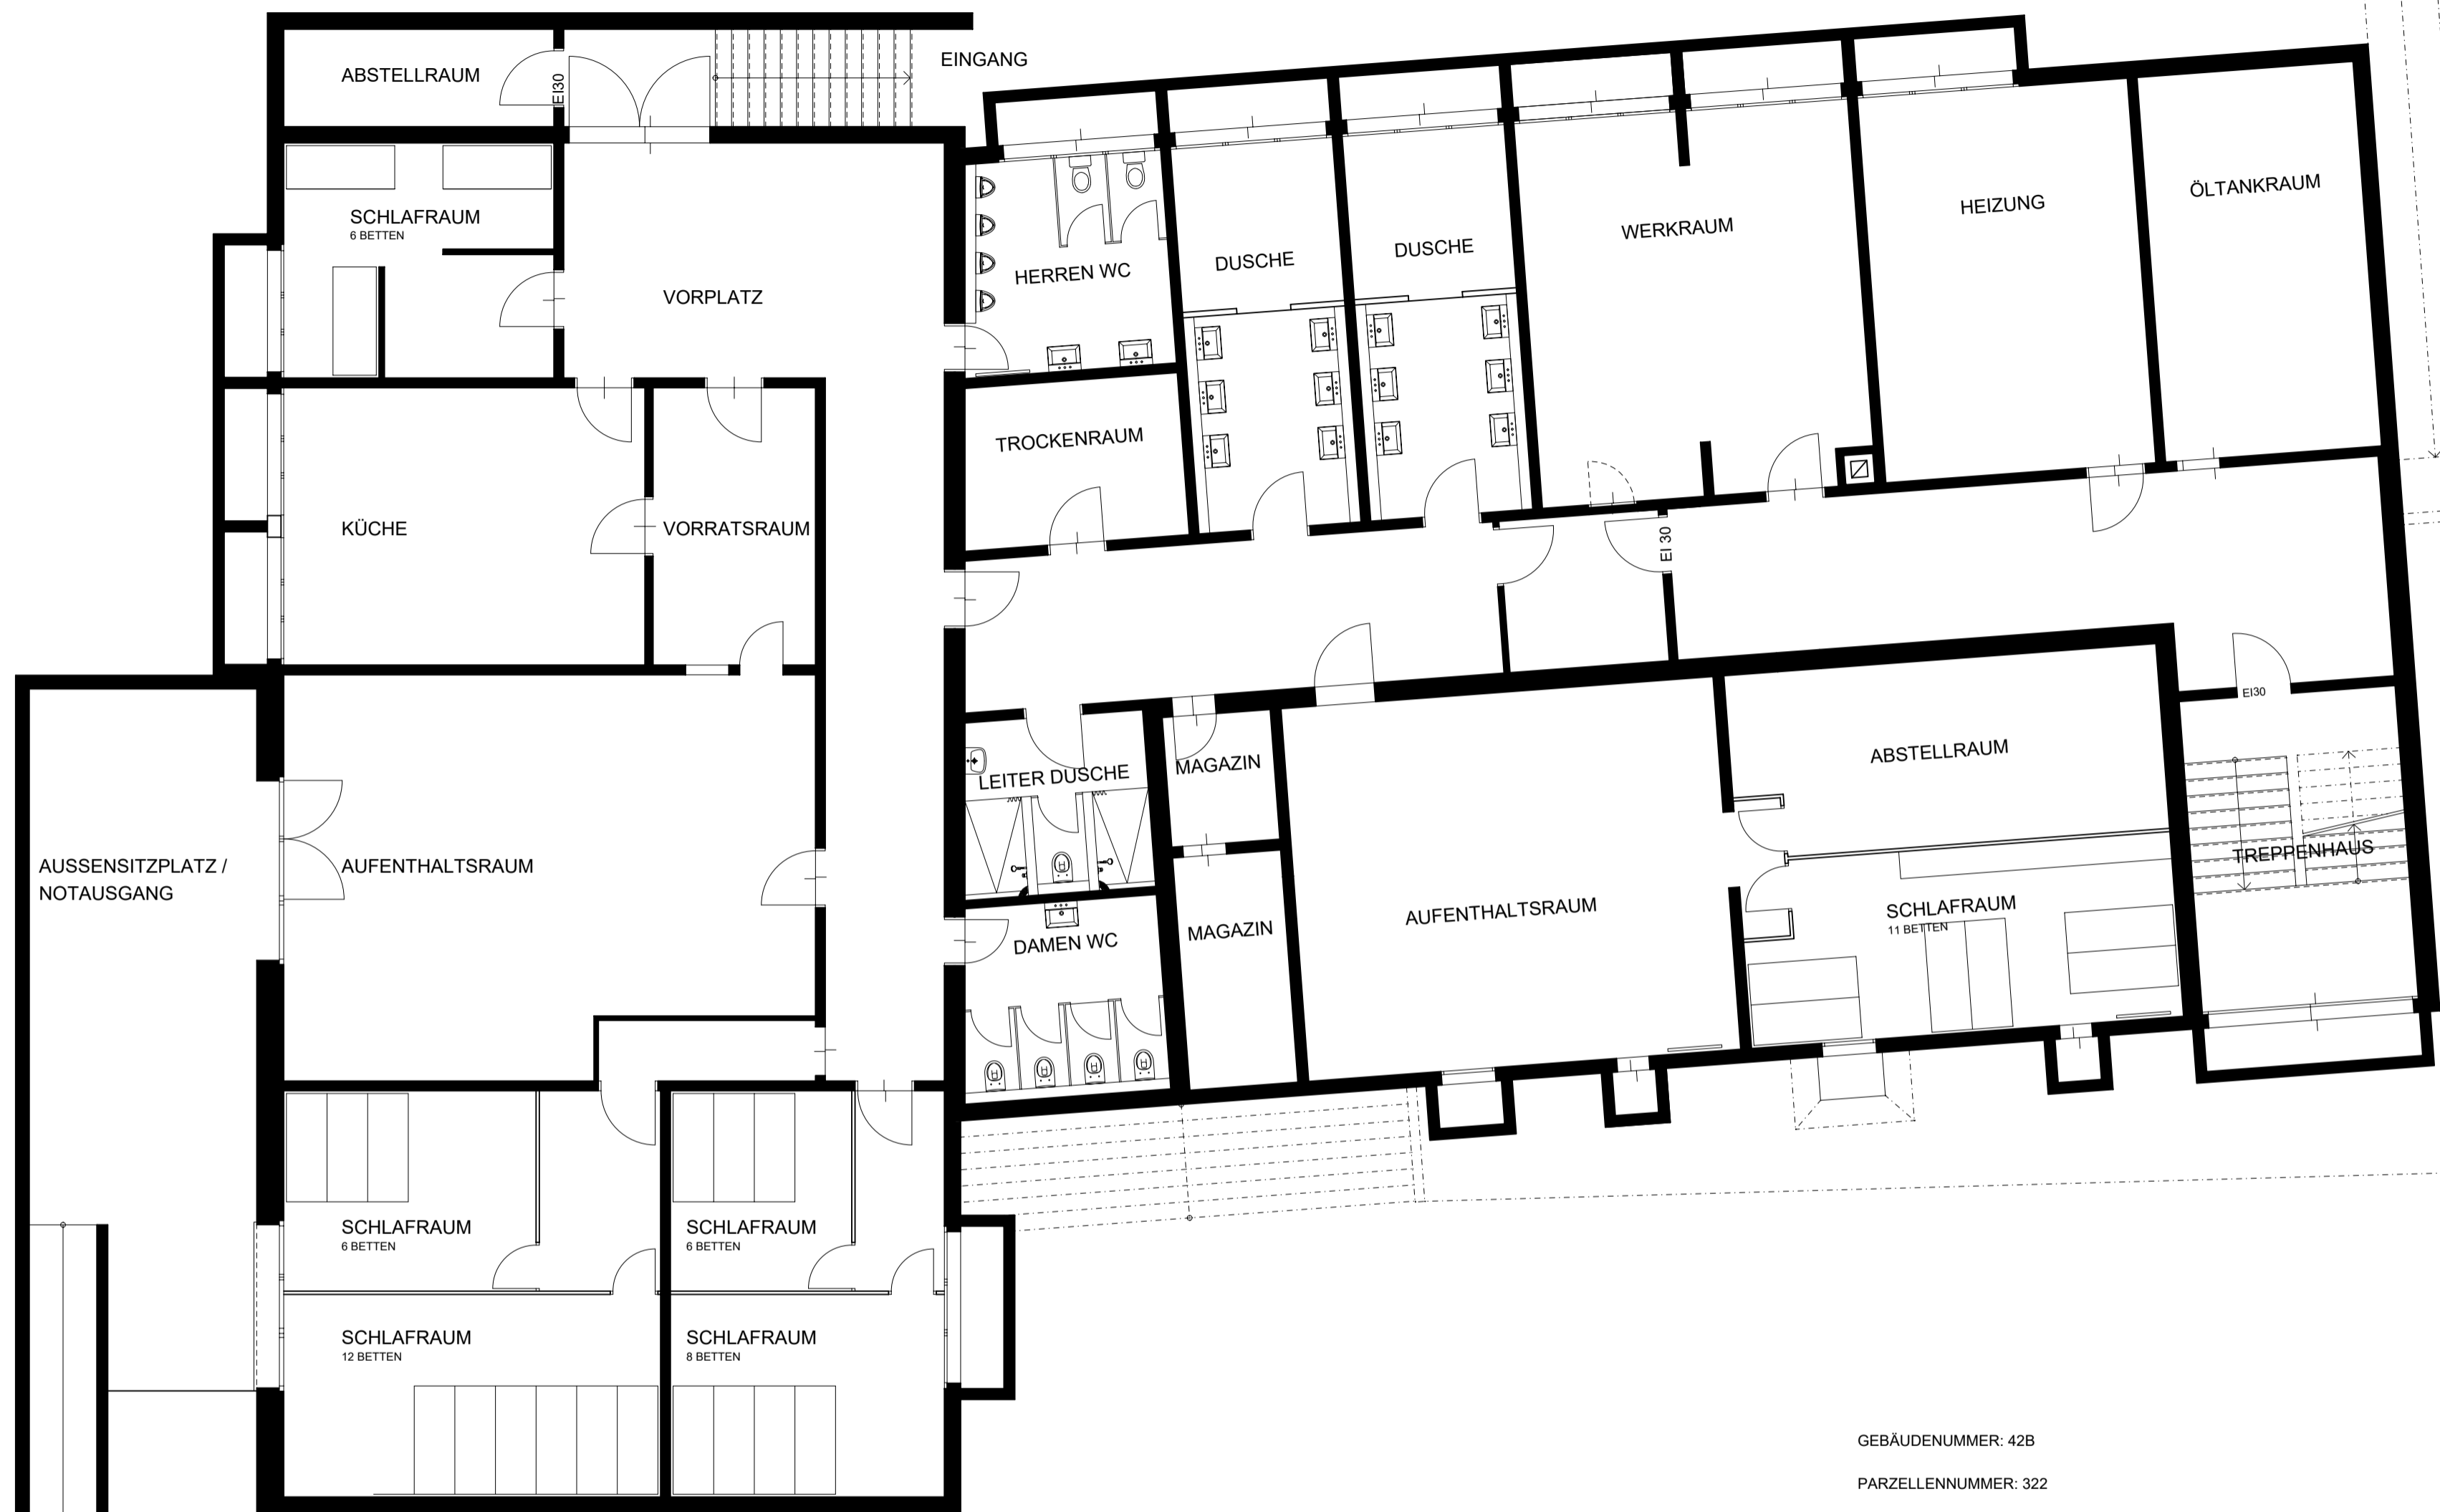 EINGANG
ABSTELLRAUM
EI30
SCHLAFRAUM
6 BETTEN
VORPLATZ
HERREN WC
DUSCHE
DUSCHE
WERKRAUM
HEIZUNG
ÖLTANKRAUM
TROCKENRAUM
KÜCHE
VORRATSRAUM
EI 30
EI30
LEITER DUSCHE
MAGAZIN
ABSTELLRAUM
AUSSENSITZPLATZ /
NOTAUSGANG
AUFENTHALTSRAUM
DAMEN WC
MAGAZIN
AUFENTHALTSRAUM
SCHLAFRAUM
11 BETTEN
TREPPENHAUS
SCHLAFRAUM
6 BETTEN
SCHLAFRAUM
6 BETTEN
SCHLAFRAUM
12 BETTEN
SCHLAFRAUM
8 BETTEN
GEBÄUDENUMMER: 42B
PARZELLENNUMMER: 322